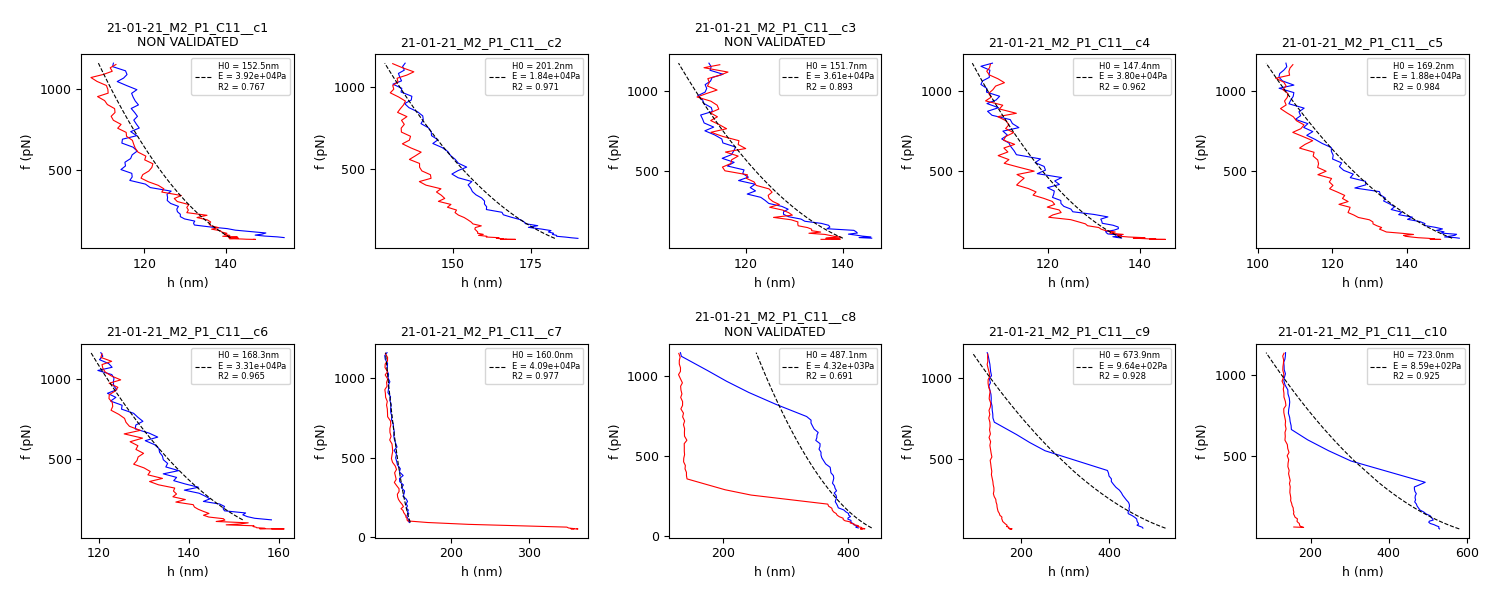 21-01-21_M2_P1_C11__c1
NON VALIDATED
H0 = 152.5nm
E = 3.92e+04Pa
R2 = 0.767
f (pN)
1000
500
120 140
h (nm)
21-01-21_M2_P1_C11__c2
H0 = 201.2nm
E = 1.84e+04Pa
R2 = 0.971
f (pN)
1000
500
150 175
h (nm)
21-01-21_M2_P1_C11__c3
NON VALIDATED
H0 = 151.7nm
E = 3.61e+04Pa
R2 = 0.893
f (pN)
1000
500
120 140
h (nm)
21-01-21_M2_P1_C11__c4
H0 = 147.4nm
E = 3.80e+04Pa
R2 = 0.962
f (pN)
1000
500
120 140
h (nm)
21-01-21_M2_P1_C11__c5
H0 = 169.2nm
E = 1.88e+04Pa
R2 = 0.984
f (pN)
1000
500
100 120 140
h (nm)
21-01-21_M2_P1_C11__c6
H0 = 168.3nm
E = 3.31e+04Pa
R2 = 0.965
f (pN)
1000
500
120 140 160
h (nm)
21-01-21_M2_P1_C11__c7
H0 = 160.0nm
E = 4.09e+04Pa
R2 = 0.977
f (pN)
1000
500
0
200 300
h (nm)
21-01-21_M2_P1_C11__c8
NON VALIDATED
H0 = 487.1nm
E = 4.32e+03Pa
R2 = 0.691
f (pN)
1000
500
0
200 400
h (nm)
21-01-21_M2_P1_C11__c9
H0 = 673.9nm
E = 9.64e+02Pa
R2 = 0.928
f (pN)
1000
500
200 400
h (nm)
21-01-21_M2_P1_C11__c10
H0 = 723.0nm
E = 8.59e+02Pa
R2 = 0.925
f (pN)
1000
500
200 400 600
h (nm)